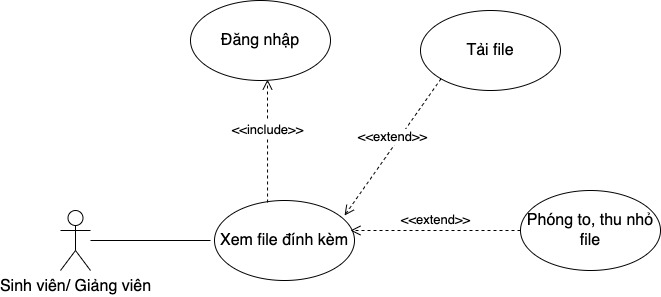 Đăng nhập
Tải file
<<include>>
<<extend>>
<<extend>>
Phóng to, thu nhỏ
file
Xem file đính kèm
Sinh viên/ Giảng viên